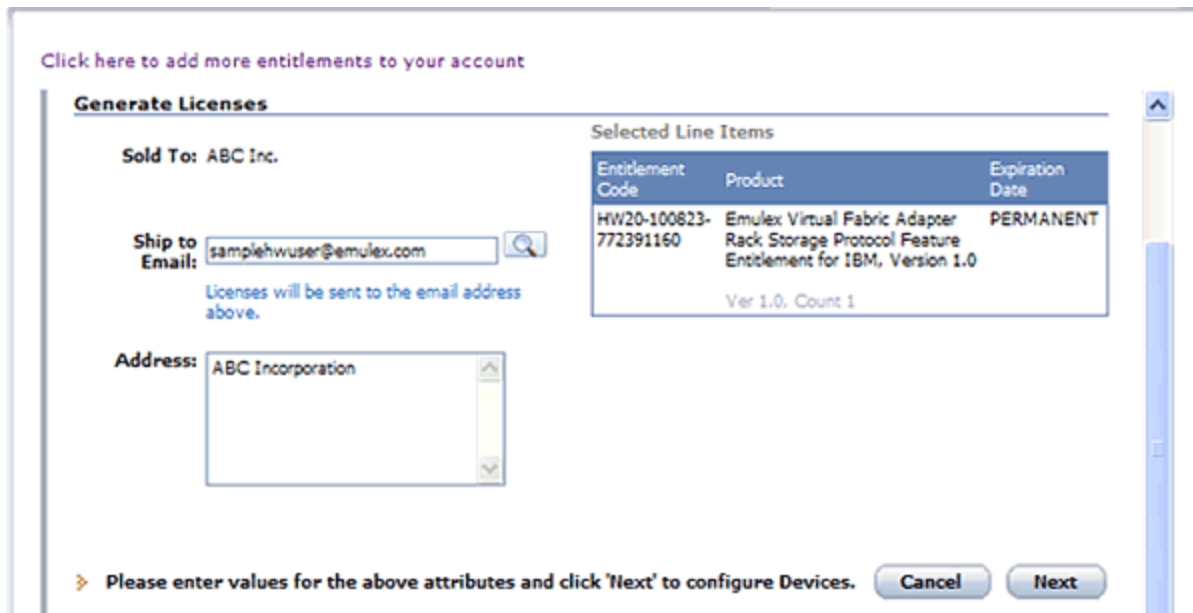 Click here to add more entitlements to your account
Generate Licenses
Sold To: ABC Inc.
Ship to
Email:
samplehwuser@emulex.com
Licenses will be sent to the email address
above.
Address:
ABC Incorporation
Selected Line Items
Entitlement
Code
Product
Expiration
Date
HW20-100823-
772391160
Emulex Virtual Fabric Adapter
Rack Storage Protocol Feature
Entitlement for IBM, Version 1.0
Ver 1.0, Count 1
PERMANENT
Please enter values for the above attributes and click 'Next' to configure Devices.
Cancel
Next